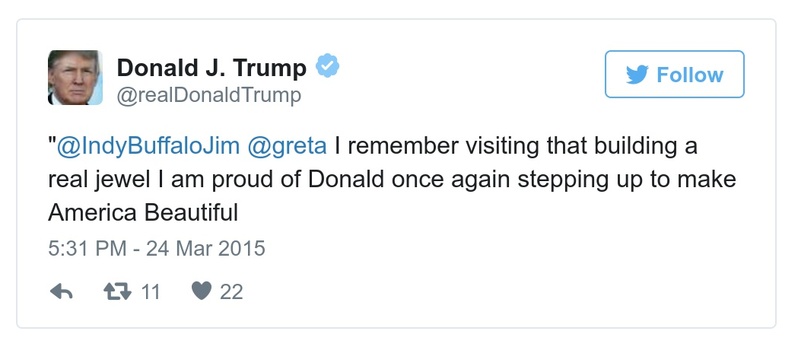 Donald J. Trump
@realDonaldTrump
Follow
"@IndyBuffaloJim @greta I remember visiting that building a
real jewel I am proud of Donald once again stepping up to make
America Beautiful
5:31 PM - 24 Mar 2015
11 22